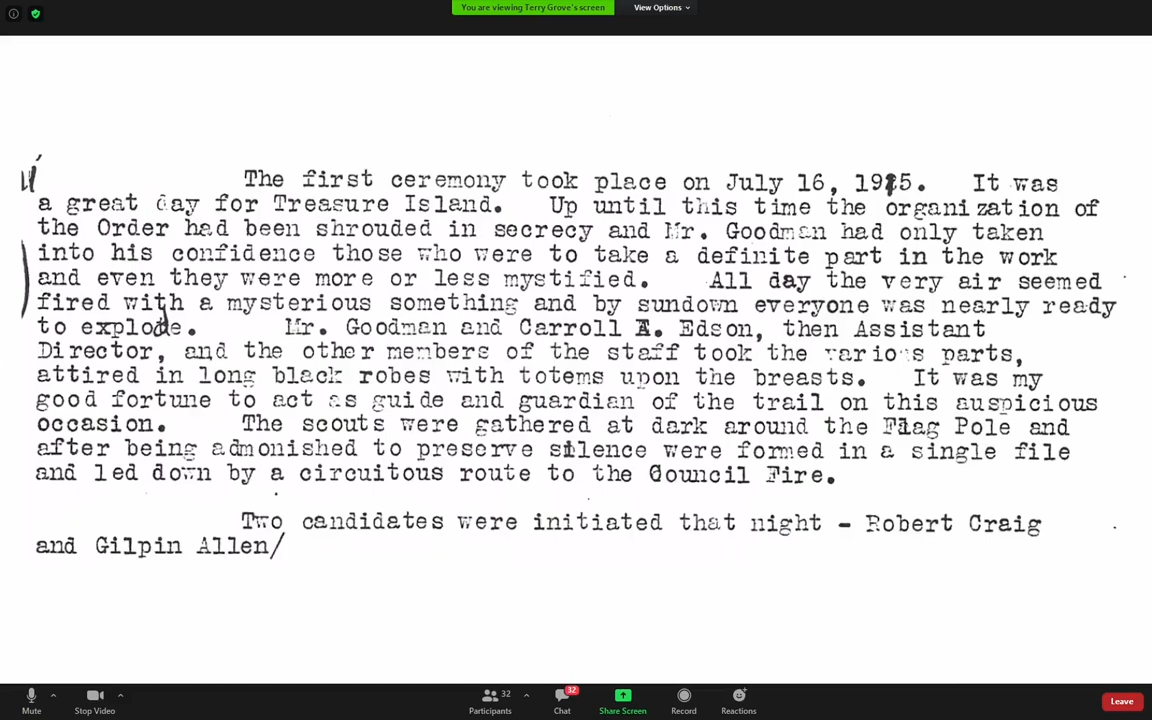 You are viewing Terry Grove's screen
View Options
The first ceremony took place on July 16, 1915. It was
a great day for Treasure Island. Up until this time the organization of
the Order had been shrouded in secrecy and Mr. Goodman had only taken
into his confidence those who were to take a definite part in the work
and even they were more or less mystified. All day the very air seemed
fired with a mysterious something and by sundown everyone was nearly ready
to explode. Mr. Goodman and Carroll A. Edson, then Assistant
Director, and the other members of the staff took the various parts,
attired in long black robes with totems upon the breasts. It was my
good fortune to act as guide and guardian of the trail on this auspicious
occasion. The scouts were gathered at dark around the Flag Pole and
after being admonished to preserve silence were formed in a single file
and led down by a circuitous route to the Council Fire.
Two candidates were initiated that night - Robert Craig
and Gilpin Allen/
32
32
Mute
Stop Video
Participants
Chat
Share Screen
Record
Reactions
Leave